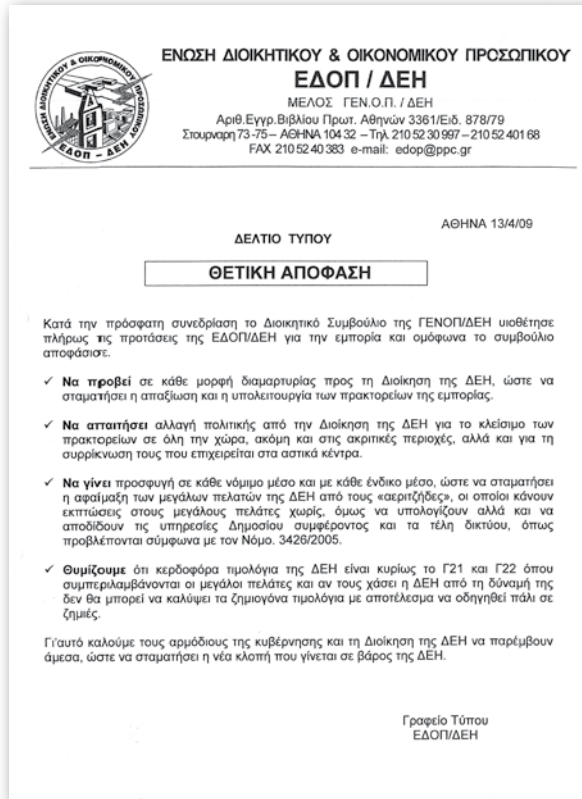 ΕΝΩΣΗ ΔΙΟΙΚΗΤΙΚΟΥ & ΟΙΚΟΝΟΜΙΚΟΥ ΠΡΟΣΩΠΙΚΟΥ
ΕΔΟΠ / ΔΕΗ
ΜΕΛΟΣ ΓΕΝ.Ο.Π. / ΔΕΗ
Αριθ.Εγγρ.Βιβλίου Πρωτ. Αθηνών 3361/Ειδ. 878/79
Στουρναρη 73 -75 – ΑΘΗΝΑ 104 32 – Τηλ. 210 52 30 997 – 210 52 401 68
FAX 210 52 40 383 e-mail: edop@ppc.gr
ΕΝΩΣΗ ΔΙΟΙΚΗΤΙΚΟΥ & ΟΙΚΟΝΟΜΙΚΟΥ ΠΡΟΣΩΠΙΚΟΥ
ΕΔΟΠ – ΔΕΗ
ΑΘΗΝΑ 13/4/09
ΔΕΛΤΙΟ ΤΥΠΟΥ
ΘΕΤΙΚΗ ΑΠΟΦΑΣΗ
Κατά την πρόσφατη συνεδρίαση το Διοικητικό Συμβούλιο της ΓΕΝΟΠ/ΔΕΗ υιοθέτησε
πλήρως τις προτάσεις της ΕΔΟΠ/ΔΕΗ για την εμπορία και ομόφωνα το συμβούλιο
αποφάσισε.
✓ Να προβεί σε κάθε μορφή διαμαρτυρίας προς τη Διοίκηση της ΔΕΗ, ώστε να
σταματήσει η απαξίωση και η υπολειτουργία των πρακτορείων της εμπορίας.
✓ Να απαιτήσει αλλαγή πολιτικής από την Διοίκηση της ΔΕΗ για το κλείσιμο των
πρακτορείων σε όλη την χώρα, ακόμη και στις ακριτικές περιοχές, αλλά και για τη
συρρίκνωση τους που επιχειρείται στα αστικά κέντρα.
✓ Να γίνει προσφυγή σε κάθε νόμιμο μέσο και με κάθε ένδικο μέσο, ώστε να σταματήσει
η αφαίμαξη των μεγάλων πελατών της ΔΕΗ από τους «αεριτζήδες», οι οποίοι κάνουν
εκπτώσεις στους μεγάλους πελάτες χωρίς, όμως να υπολογίζουν αλλά και να
αποδίδουν τις υπηρεσίες Δημοσίου συμφέροντος και τα τέλη δικτύου, όπως
προβλέπονται σύμφωνα με τον Νόμο. 3426/2005.
✓ Θυμίζουμε ότι κερδοφόρα τιμολόγια της ΔΕΗ είναι κυρίως το Γ21 και Γ22 όπου
συμπεριλαμβάνονται οι μεγάλοι πελάτες και αν τους χάσει η ΔΕΗ από τη δύναμή της
δεν θα μπορεί να καλύψει τα ζημιογόνα τιμολόγια με αποτέλεσμα να οδηγηθεί πάλι σε
ζημιές.
Γι'αυτό καλούμε τους αρμόδιους της κυβέρνησης και τη Διοίκηση της ΔΕΗ να παρέμβουν
άμεσα, ώστε να σταματήσει η νέα κλοπή που γίνεται σε βάρος της ΔΕΗ.
Γραφείο Τύπου
ΕΔΟΠ/ΔΕΗ